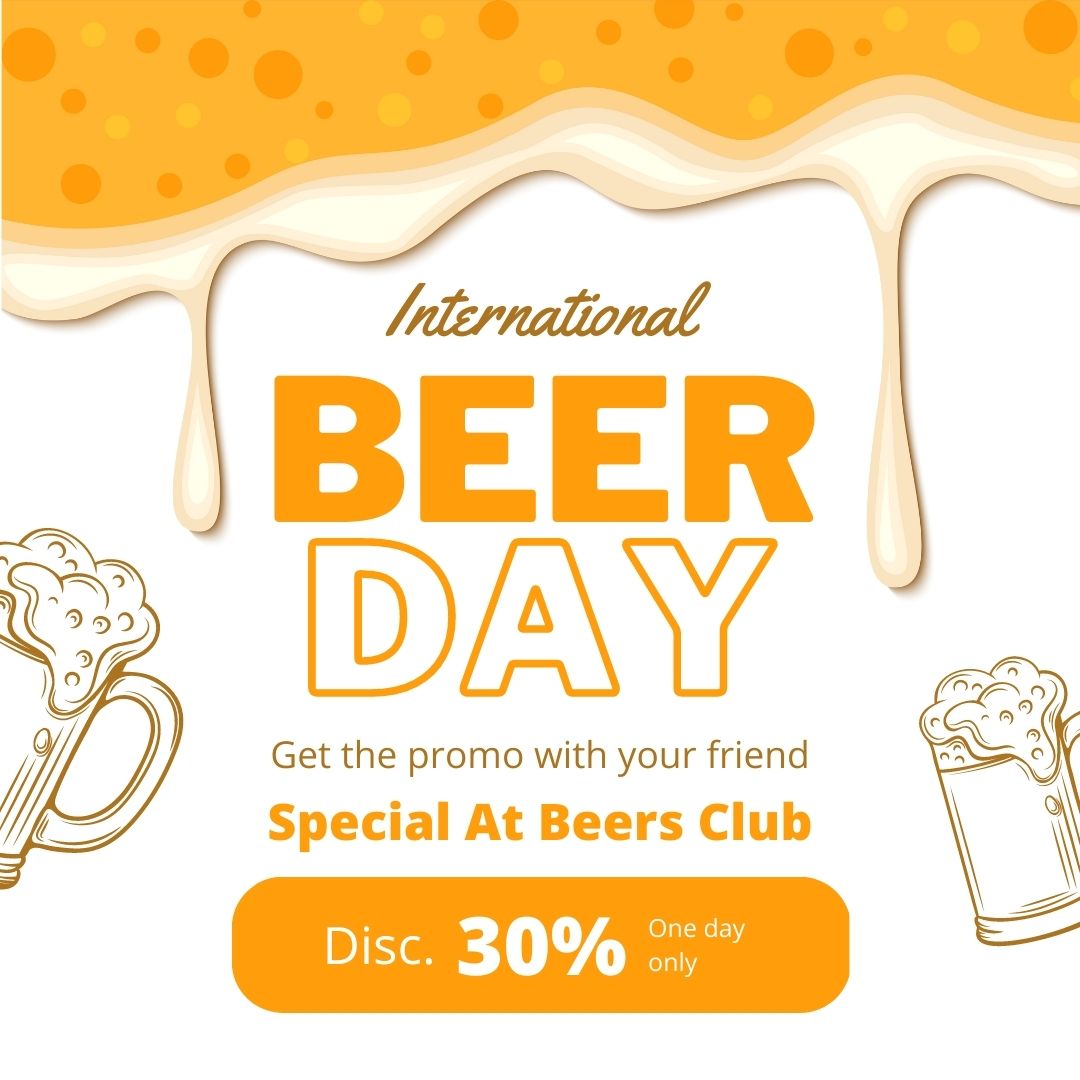 International
BEER
DAY
Get the promo with your friend
Special At Beers Club
Disc. 30% One day
only